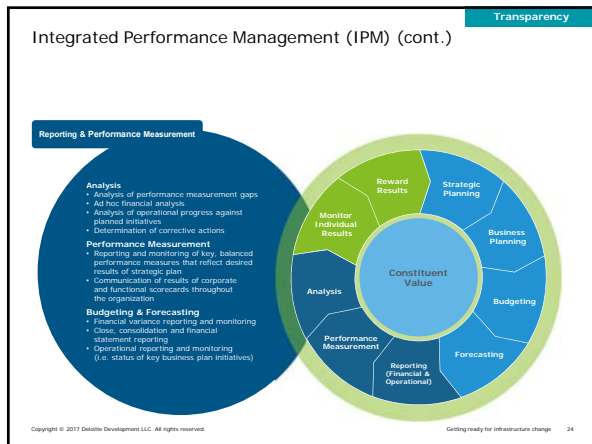 Transparency
Integrated Performance Management (IPM) (cont.)
Reporting & Performance Measurement
Analysis
• Analysis of performance measurement gaps
• Ad hoc financial analysis
• Analysis of operational progress against
planned initiatives
• Determination of corrective actions
Performance Measurement
• Reporting and monitoring of key, balanced
performance measures that reflect desired
results of strategic plan
• Communication of results of corporate
and functional scorecards throughout
the organization
Budgeting & Forecasting
• Financial variance reporting and monitoring
• Close, consolidation and financial
statement reporting
• Operational reporting and monitoring
(i.e. status of key business plan initiatives)
Reward
Results
Strategic
Planning
Monitor
Individual
Results
Business
Planning
Constituent
Value
Analysis
Budgeting
Performance
Measurement
Forecasting
Reporting
(Financial &
Operational)
Copyright © 2017 Deloitte Development LLC. All rights reserved.
Getting ready for infrastructure change 24